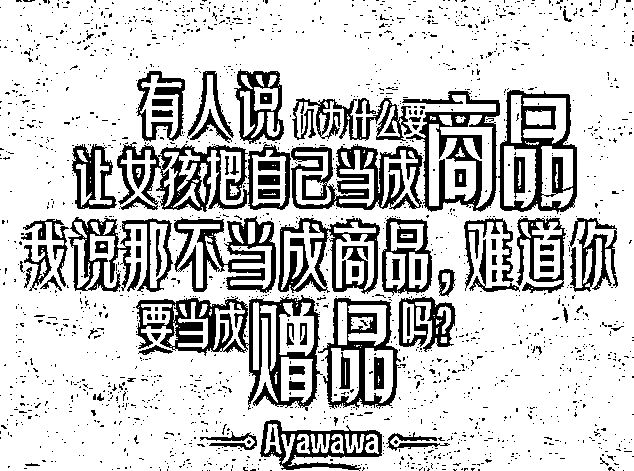 有人说 你为什么要
让女孩把自己当成商品
我说那不当成商品，难道你
要当成赠品吗？
Ayawawa